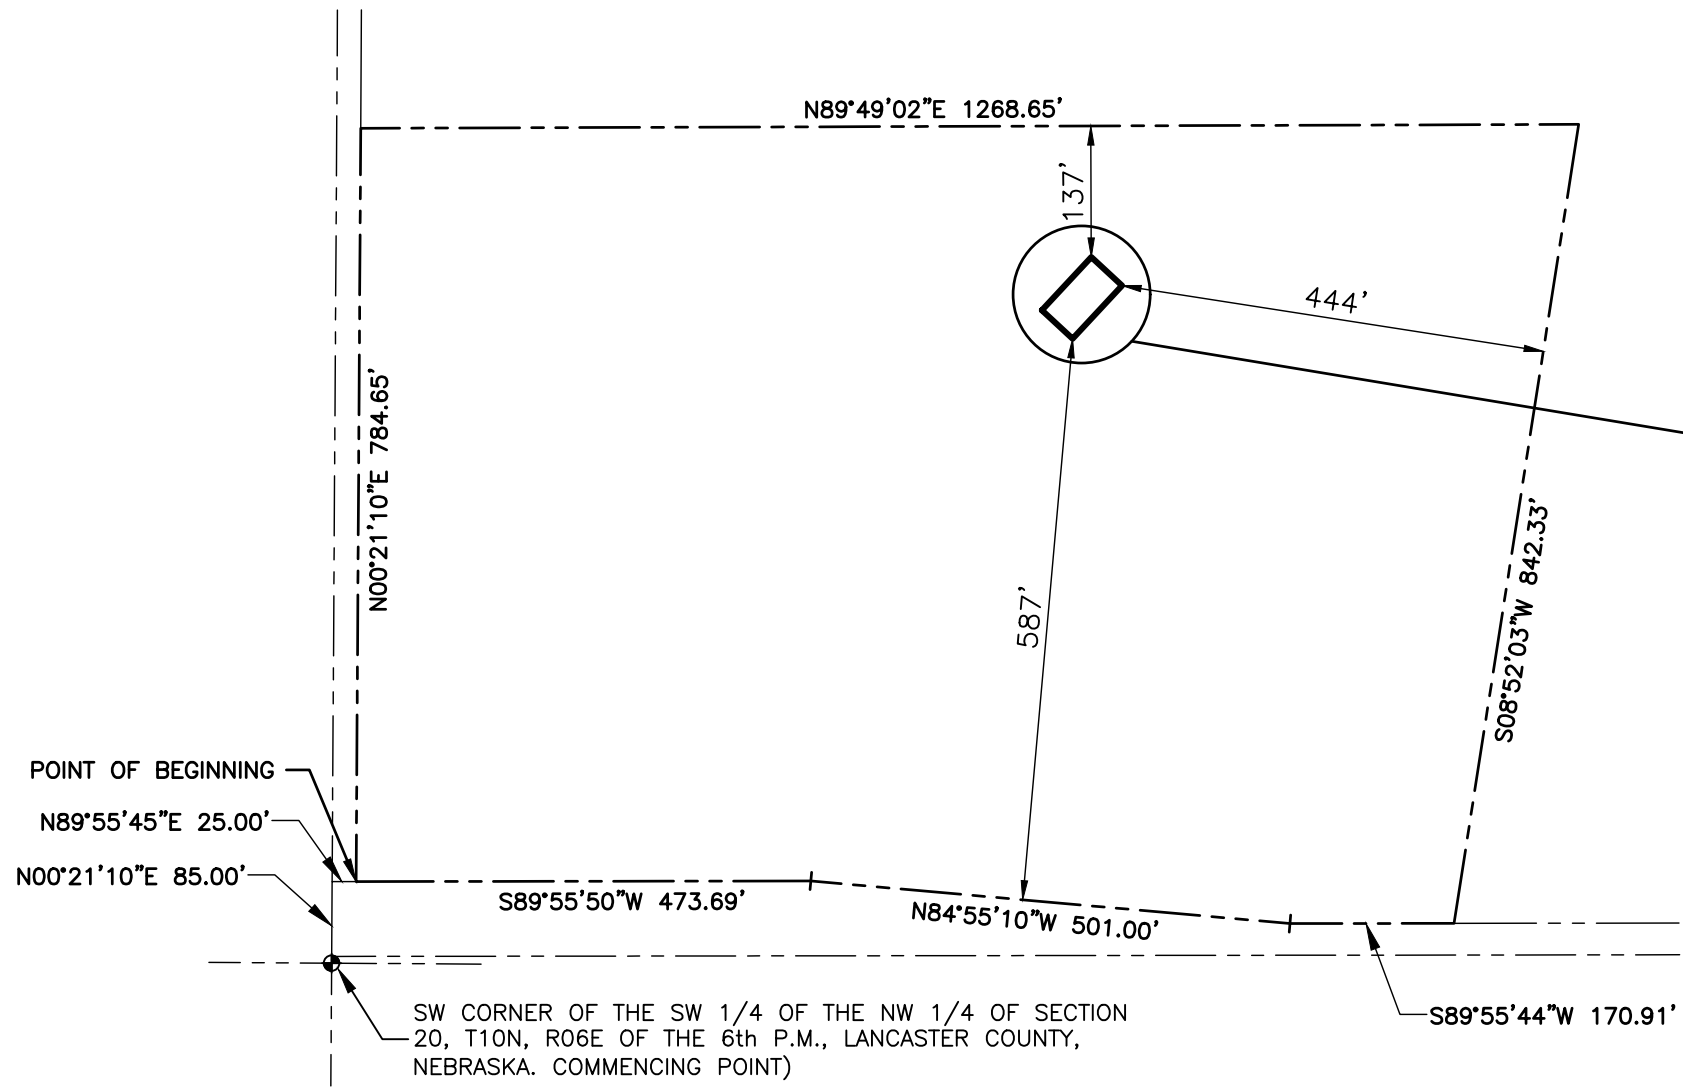 N89°49'02"E 1268.65'
137'
444'
N00°21'10"E 784.65'
S08°52'03"W 842.33'
587'
POINT OF BEGINNING
N89°55'45"E 25.00'
N00°21'10"E 85.00'
S89°55'50"W 473.69'
N84°55'10"W 501.00'
S89°55'44"W 170.91'
SW CORNER OF THE SW 1/4 OF THE NW 1/4 OF SECTION
20, T10N, R06E OF THE 6th P.M., LANCASTER COUNTY,
NEBRASKA. COMMENCING POINT)